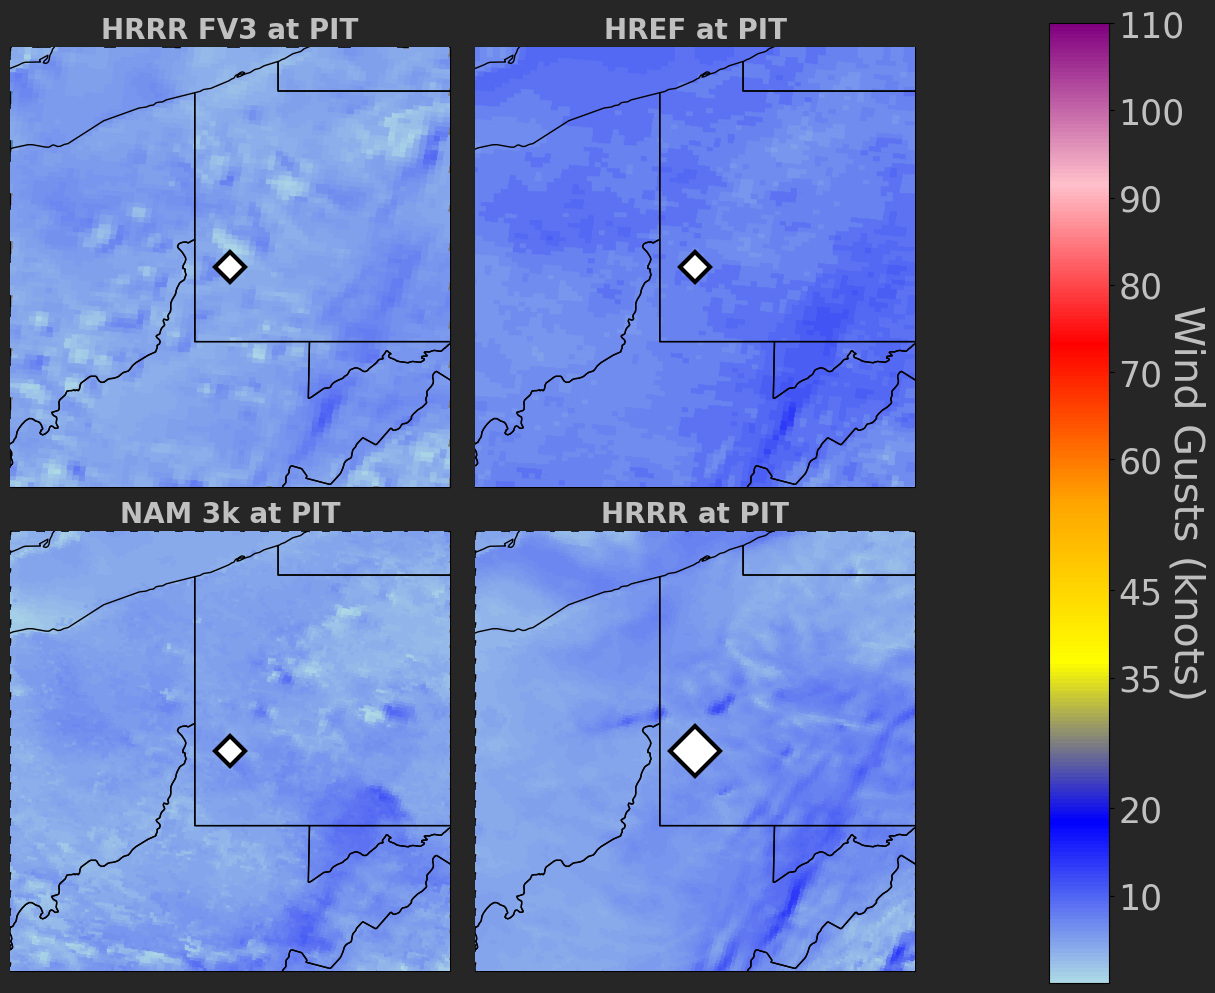 HRRR FV3 at PIT
HREF at PIT
NAM 3k at PIT
HRRR at PIT
110
100
90
80
70
60
45
35
20
10
Wind Gusts (knots)